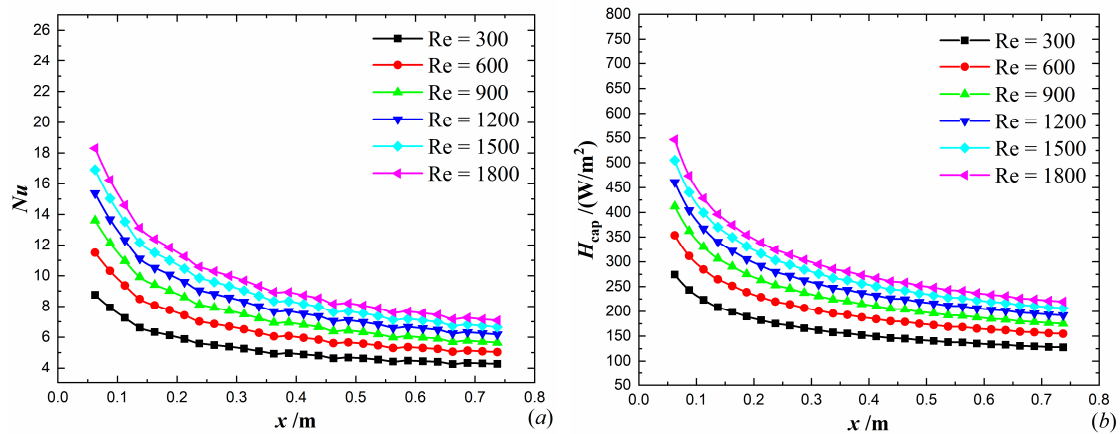 26
24
22
20
18
16
14
12
10
8
6
4
Nu
Re = 300
Re = 600
Re = 900
Re = 1200
Re = 1500
Re = 1800
0.0 0.1 0.2 0.3 0.4 0.5 0.6 0.7 0.8
x /m
(a)
800
750
700
650
600
550
500
450
400
350
300
250
200
150
100
50
Hcap /(W/m²)
Re = 300
Re = 600
Re = 900
Re = 1200
Re = 1500
Re = 1800
0.0 0.1 0.2 0.3 0.4 0.5 0.6 0.7 0.8
x /m
(b)